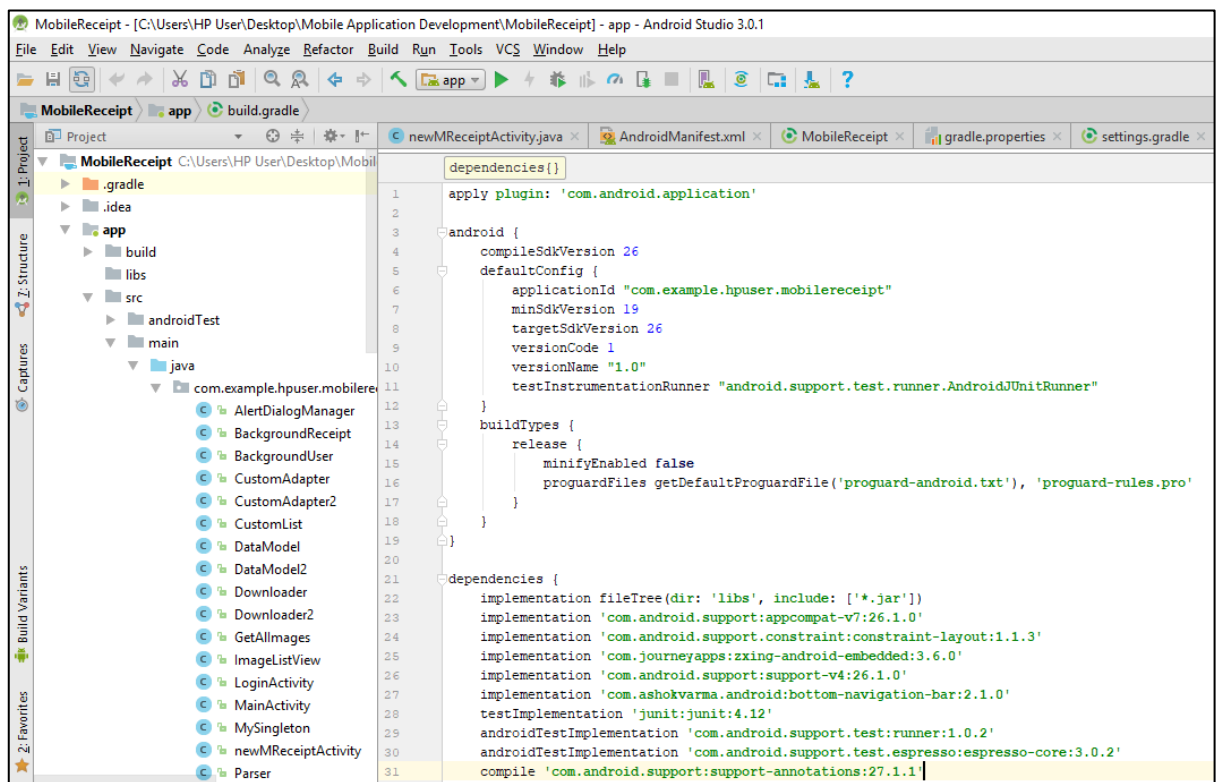 MobileReceipt - [C:\Users\HP User\Desktop\Mobile Application Development\MobileReceipt] - app - Android Studio 3.0.1
File Edit View Navigate Code Analyze Refactor Build Run Tools VCS Window Help
app
MobileReceipt app build.gradle
Project
newMReceiptActivity.java AndroidManifest.xml MobileReceipt gradle.properties settings.gradle
1: Project
Z: Structure
Captures
Build Variants
2: Favorites
MobileReceipt C:\Users\HP User\Desktop\Mobil
.gradle
.idea
app
build
libs
src
androidTest
main
java
com.example.hpuser.mobilere
AlertDialogManager
BackgroundReceipt
BackgroundUser
CustomAdapter
CustomAdapter2
CustomList
DataModel
DataModel2
Downloader
Downloader2
GetAllmages
ImageListView
LoginActivity
MainActivity
MySingleton
newMReceiptActivity
Parser
dependencies{}
1 apply plugin: 'com.android.application'
2
3 android {
4 compileSdkVersion 26
5 defaultConfig {
6 applicationId "com.example.hpuser.mobilereceipt"
7 minSdkVersion 19
8 targetSdkVersion 26
9 versionCode 1
10 versionName "1.0"
11 testInstrumentationRunner "android.support.test.runner.AndroidJUnitRunner"
12 }
13 buildTypes {
14 release {
15 minifyEnabled false
16 proguardFiles getDefaultProguardFile('proguard-android.txt'), 'proguard-rules.pro'
17 }
18 }
19 }
20
21 dependencies {
22 implementation fileTree(dir: 'libs', include: ['*.jar'])
23 implementation 'com.android.support:appcompat-v7:26.1.0'
24 implementation 'com.android.support.constraint:constraint-layout:1.1.3'
25 implementation 'com.journeyapps:zxing-android-embedded:3.6.0'
26 implementation 'com.android.support:support-v4:26.1.0'
27 implementation 'com.ashokvarma.android:bottom-navigation-bar:2.1.0'
28 testImplementation 'junit:junit:4.12'
29 androidTestImplementation 'com.android.support.test:runner:1.0.2'
30 androidTestImplementation 'com.android.support.test.espresso:espresso-core:3.0.2'
31 compile 'com.android.support:support-annotations:27.1.1'